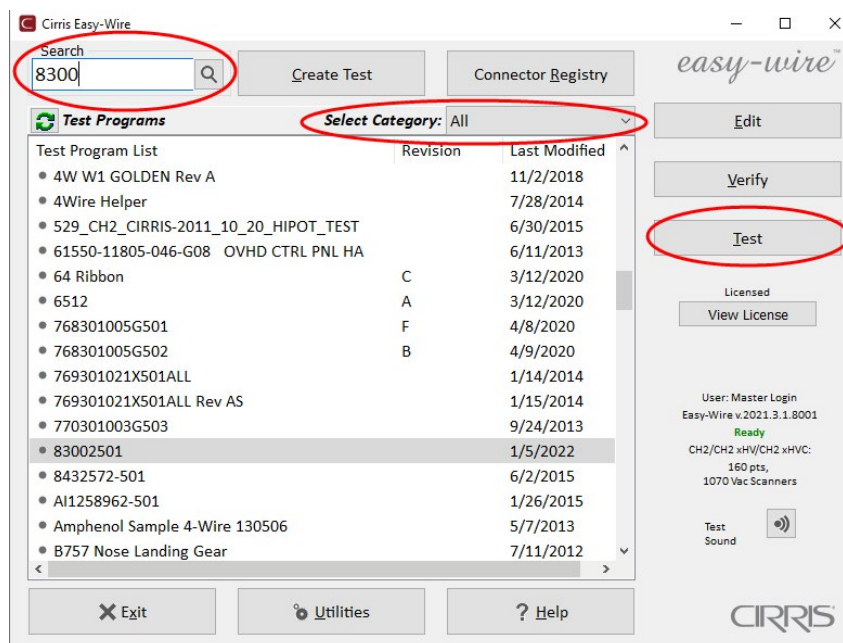 Cirris Easy-Wire
Search
8300
Create Test
Connector Registry
easy-wire™
Test Programs
Select Category: All
Test Program List Revision Last Modified
4W W1 GOLDEN Rev A 11/2/2018
4Wire Helper 7/28/2014
529_CH2_CIRRIS-2011_10_20_HIPOT_TEST 6/30/2015
61550-11805-046-G08 OVHD CTRL PNL HA 6/11/2013
64 Ribbon C 3/12/2020
6512 A 3/12/2020
768301005G501 F 4/8/2020
768301005G502 B 4/9/2020
769301021X501ALL 1/14/2014
769301021X501ALL Rev AS 1/15/2014
770301003G503 9/24/2013
83002501 1/5/2022
8432572-501 6/2/2015
AI1258962-501 1/26/2015
Amphenol Sample 4-Wire 130506 5/7/2013
B757 Nose Landing Gear 7/11/2012
Edit
Verify
Test
Licensed
View License
User: Master Login
Easy-Wire v.2021.3.1.8001
Ready
CH2/CH2 xHV/CH2 xHVC:
160 pts,
1070 Vac Scanners
Test
Sound
Exit
Utilities
? Help
CIRRIS